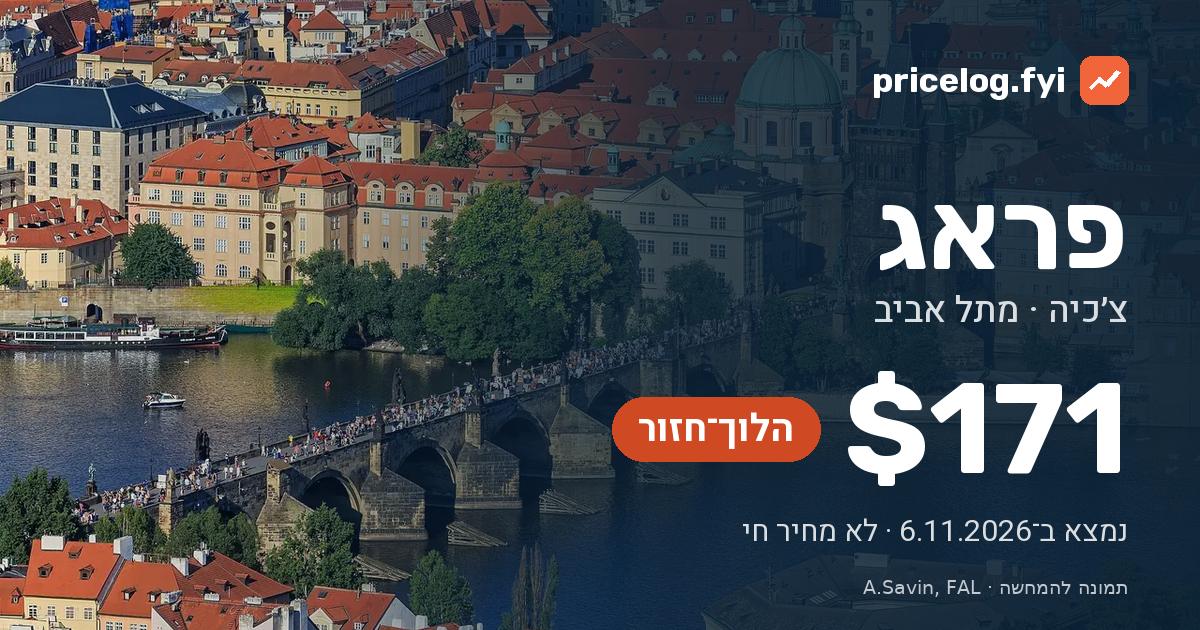 pricelog.fyi
פראג
צ׳כיה · מתל אביב
$171
הלוך־חזור
נמצא ב־6.11.2026 · לא מחיר חי
תמונה להמחשה · A.Savin, FAL